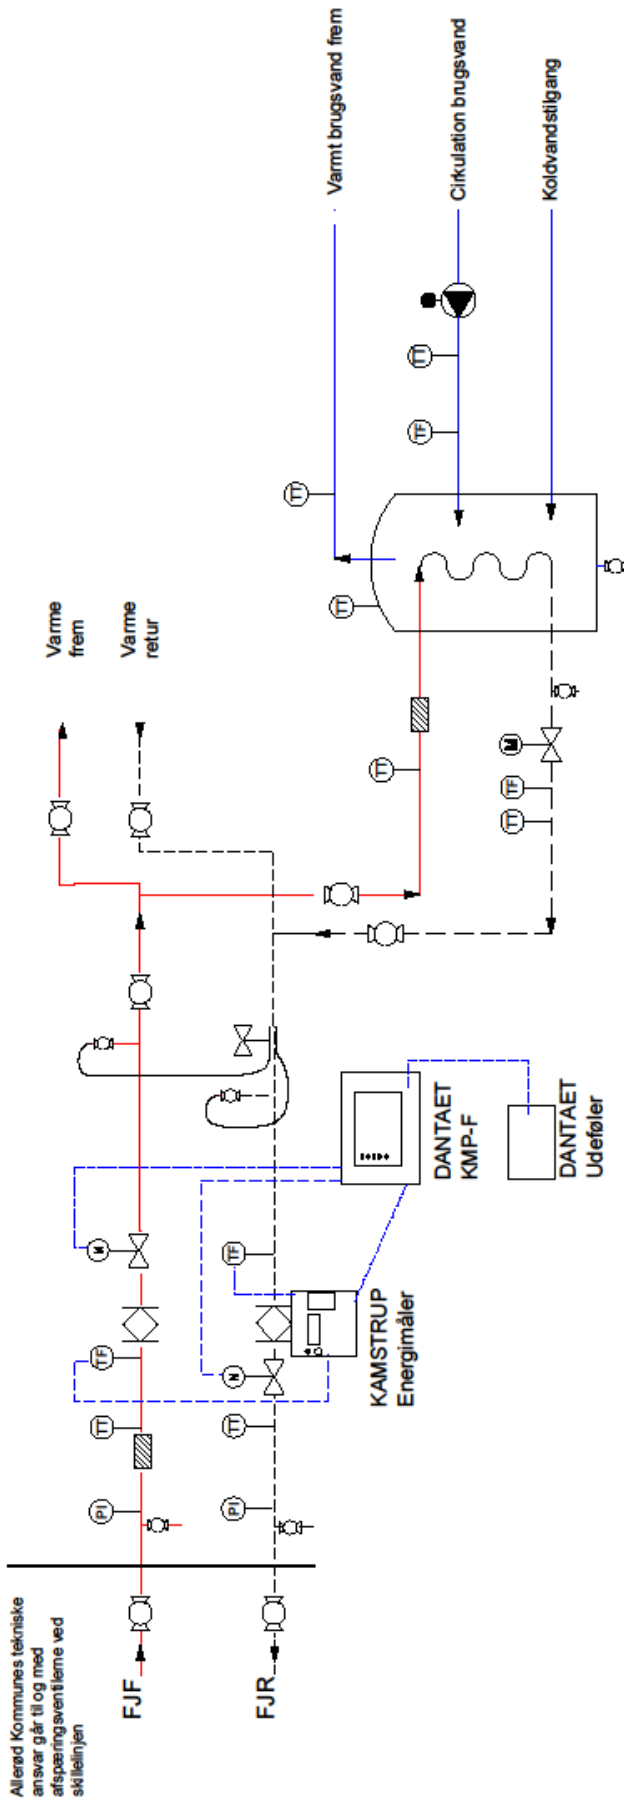 Allerød Kommunes tekniske
ansvar går til og med
afspæringsventilerne ved
skillelinjen
FJF
FJR
PI
TT
TF
M
PI
TT
M
TF
KAMSTRUP
Energimåler
DANTAET
KMP-F
DANTAET
Udeføler
Varme
frem
Varme
retur
TT
TT
TF
M
TT
TT
TF
TT
Varmt brugsvand frem
Cirkulation brugsvand
Koldvandstilgang